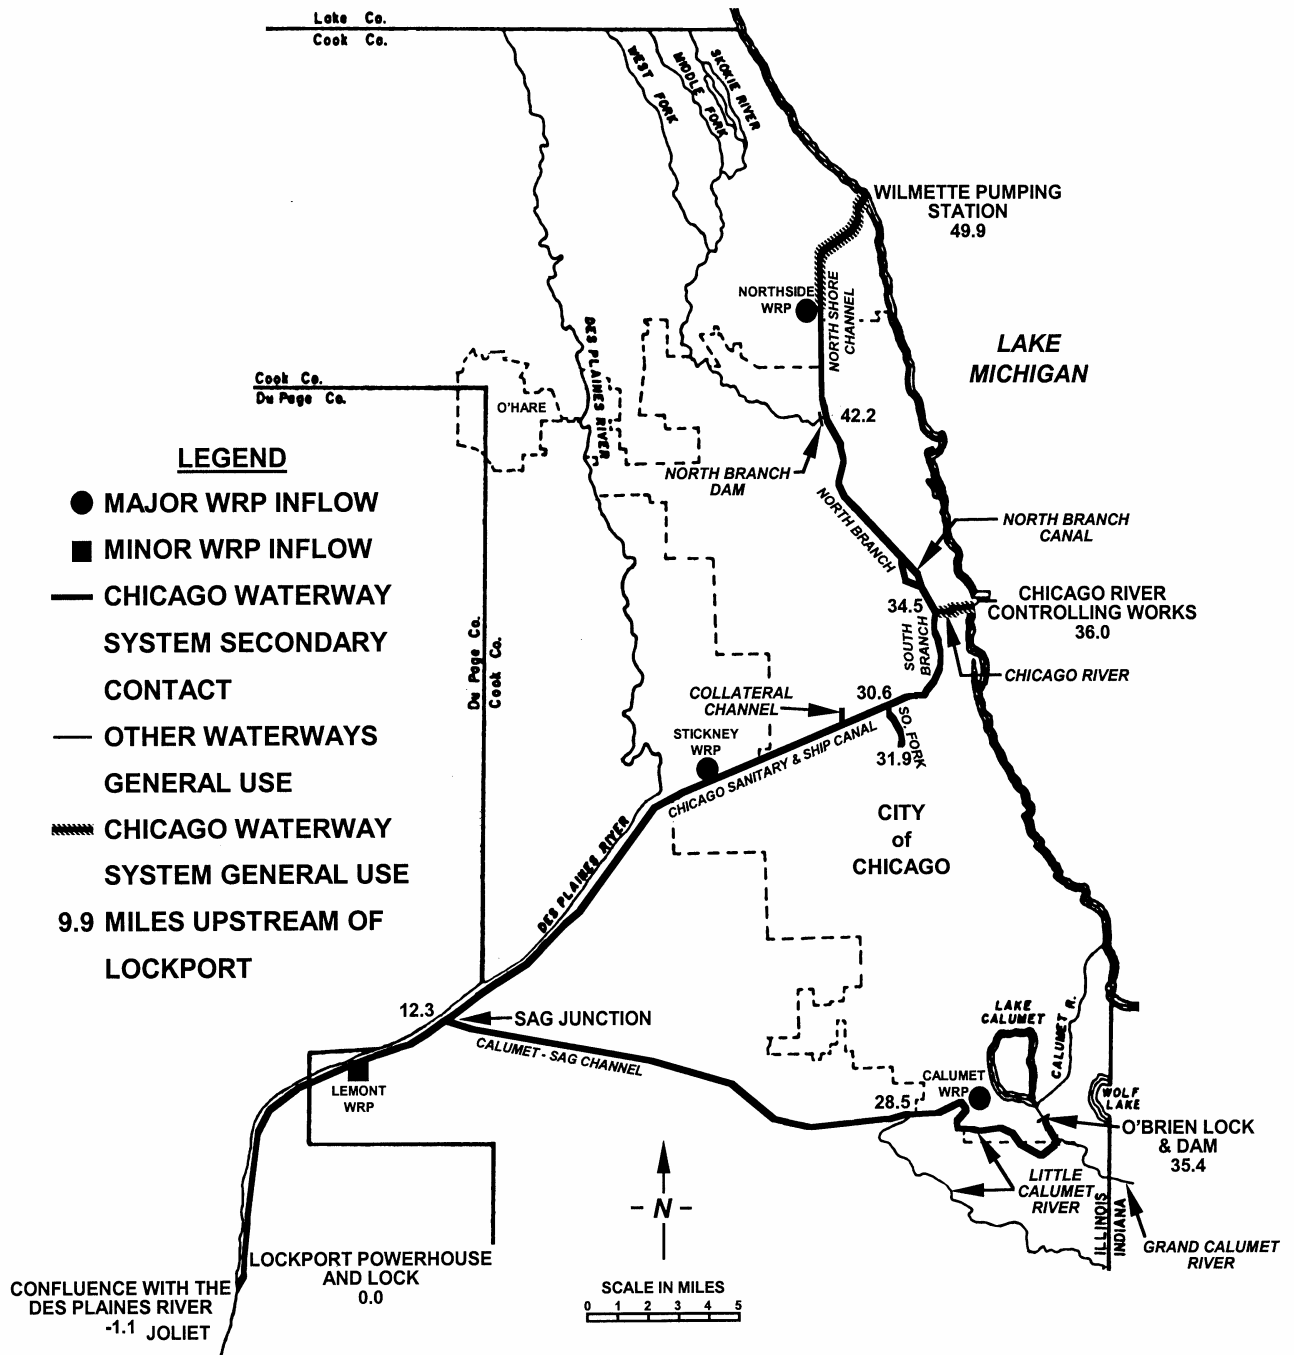 Lake Co.
Cook Co.
WEST FORK
MIDDLE FORK
SKOKIE RIVER
WILMETTE PUMPING
STATION
49.9
NORTHSIDE
WRP
NORTH SHORE
CHANNEL
LAKE
MICHIGAN
DES PLAINES RIVER
Cook Co.
Du Page Co.
O'HARE
42.2
NORTH BRANCH
DAM
LEGEND
MAJOR WRP INFLOW
MINOR WRP INFLOW
CHICAGO WATERWAY
SYSTEM SECONDARY
CONTACT
OTHER WATERWAYS
GENERAL USE
CHICAGO WATERWAY
SYSTEM GENERAL USE
9.9 MILES UPSTREAM OF
LOCKPORT
NORTH BRANCH
NORTH BRANCH
CANAL
34.5
CHICAGO RIVER
CONTROLLING WORKS
36.0
SOUTH
BRANCH
CHICAGO RIVER
Du Page Co.
Cook Co.
COLLATERAL
CHANNEL
30.6
SO. FORK
31.9
STICKNEY
WRP
CHICAGO SANITARY & SHIP CANAL
CITY
of
CHICAGO
DES PLAINES RIVER
12.3
SAG JUNCTION
CALUMET - SAG CHANNEL
LAKE
CALUMET
CALUMET R.
LEMONT
WRP
CALUMET
WRP
28.5
WOLF
LAKE
O'BRIEN LOCK
& DAM
35.4
LITTLE
CALUMET
RIVER
ILLINOIS
INDIANA
GRAND CALUMET
RIVER
- N -
LOCKPORT POWERHOUSE
AND LOCK
0.0
CONFLUENCE WITH THE
DES PLAINES RIVER
-1.1
JOLIET
SCALE IN MILES
0 1 2 3 4 5